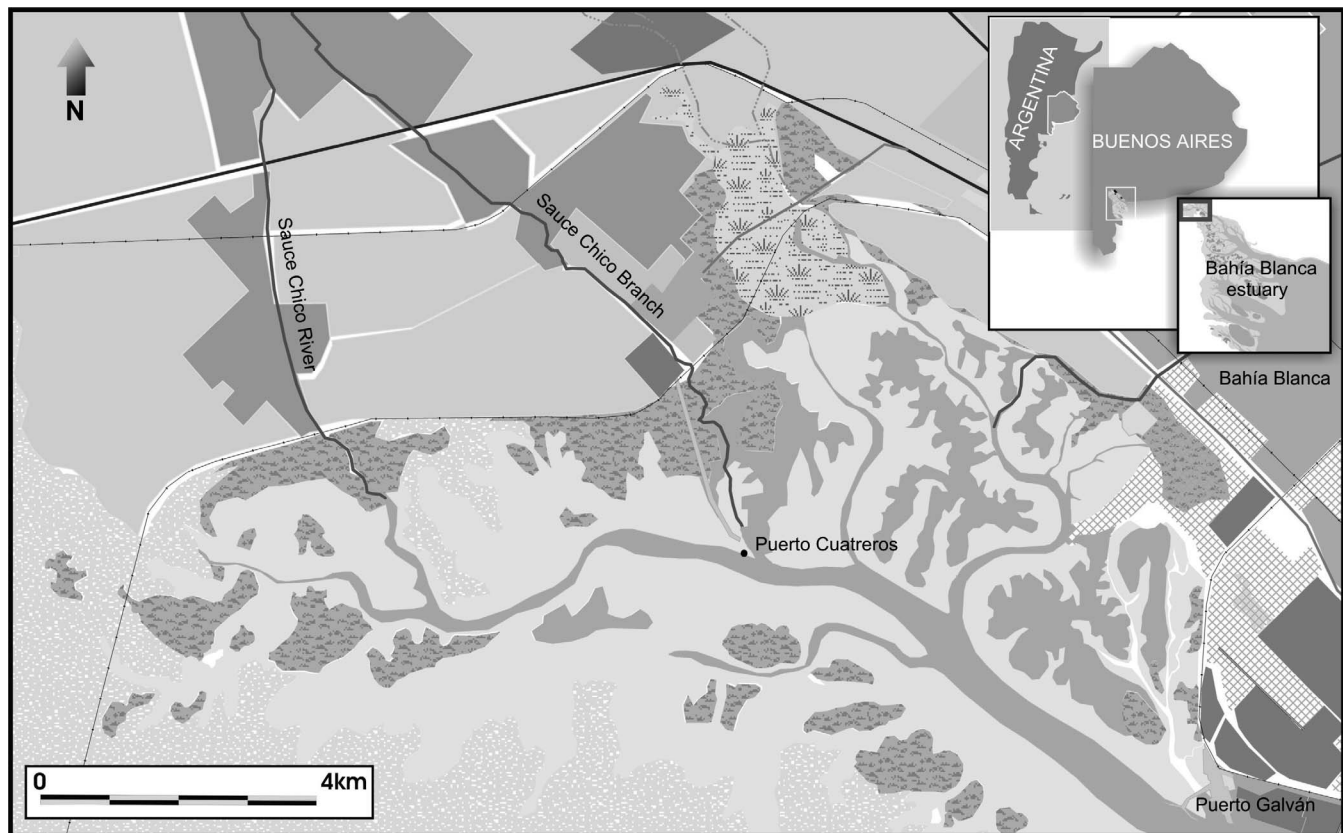 N
ARGENTINA
BUENOS AIRES
Bahía Blanca
estuary
Sauce Chico River
Sauce Chico Branch
Bahía Blanca
Puerto Cuatreros
0 4km
Puerto Galván